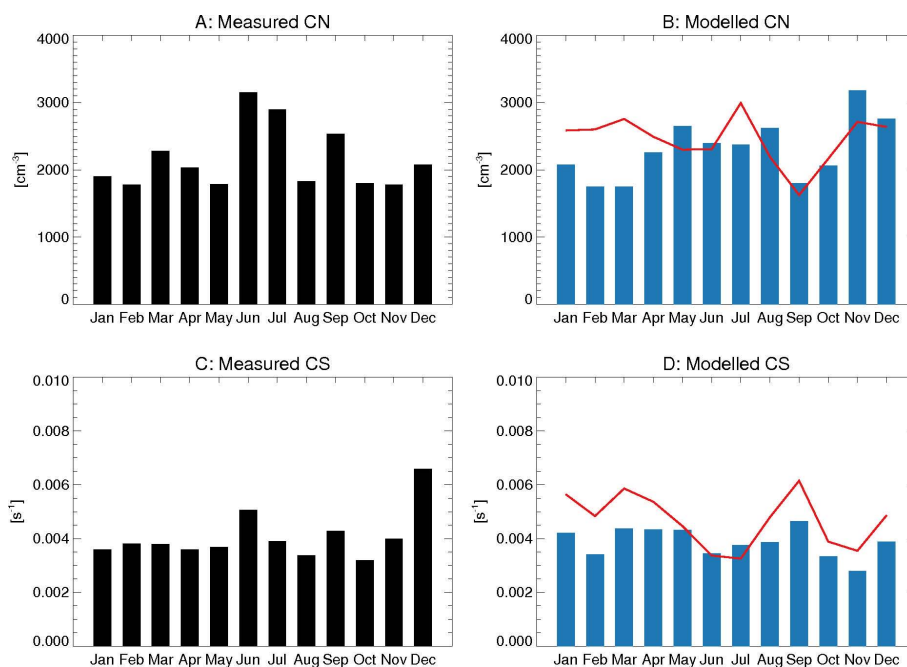 A: Measured CN
4000
3000
2000
1000
0
[cm⁻³]
Jan Feb Mar Apr May Jun Jul Aug Sep Oct Nov Dec
B: Modelled CN
4000
3000
2000
1000
0
[cm⁻³]
Jan Feb Mar Apr May Jun Jul Aug Sep Oct Nov Dec
C: Measured CS
0.010
0.008
0.006
0.004
0.002
0.000
[s⁻¹]
Jan Feb Mar Apr May Jun Jul Aug Sep Oct Nov Dec
D: Modelled CS
0.010
0.008
0.006
0.004
0.002
0.000
[s⁻¹]
Jan Feb Mar Apr May Jun Jul Aug Sep Oct Nov Dec